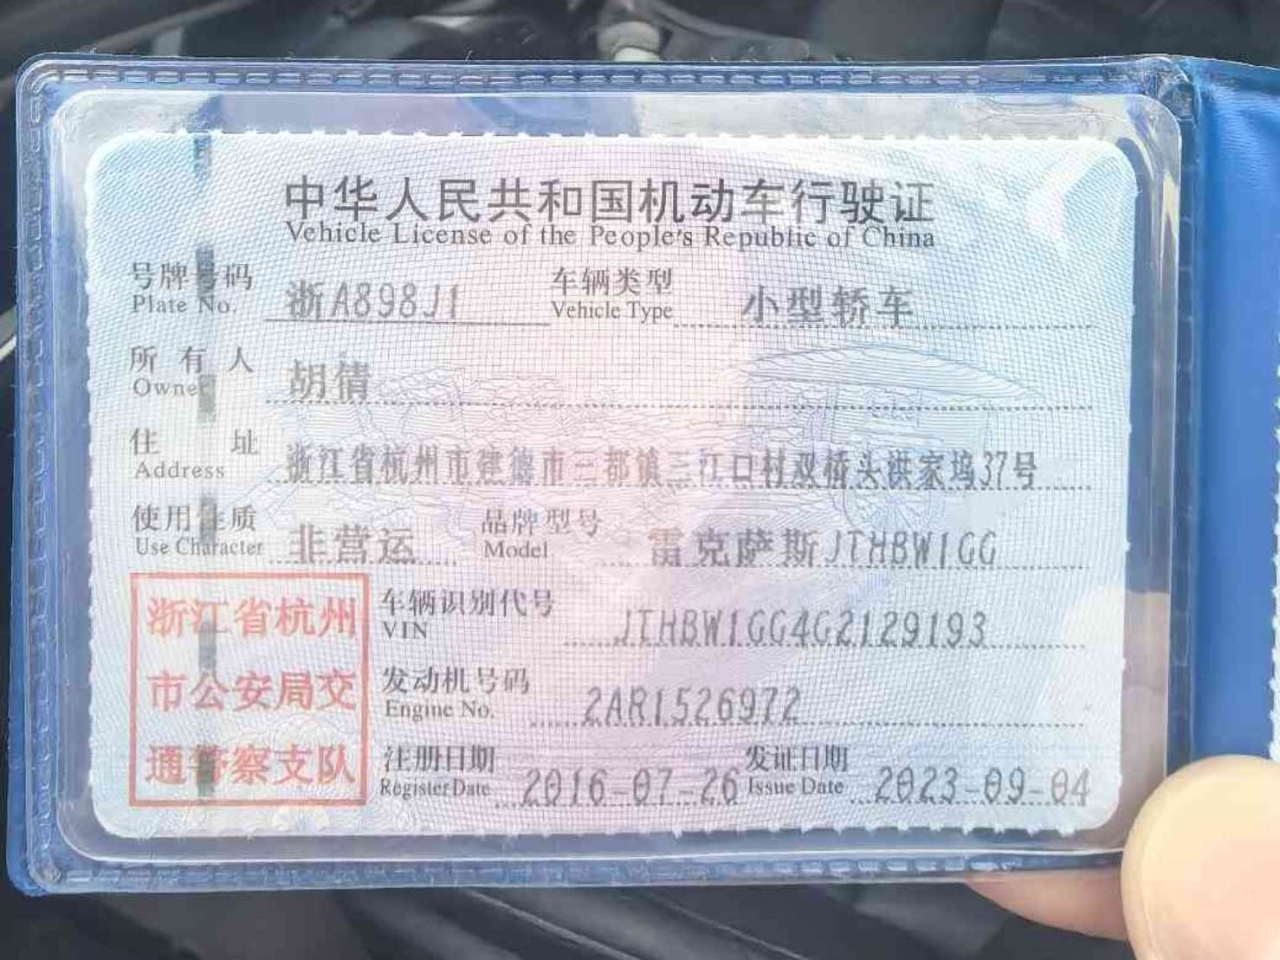 中华人民共和国机动车行驶证
Vehicle License of the People's Republic of China
号牌号码 浙A898J1 车辆类型 小型轿车
Plate No. Vehicle Type
所有人 胡倩
Owner
住址 浙江省杭州市建德市三都镇三江口村双桥头洪家坞37号
Address
使用性质 非营运 品牌型号 雷克萨斯JTHBW1GG
Use Character Model
浙江省杭州
市公安局交
通警察支队
车辆识别代号 JTHBW1GG4G2129193
VIN
发动机号码 2AR1526972
Engine No.
注册日期 2016-07-26 发证日期 2023-09-04
Register Date Issue Date